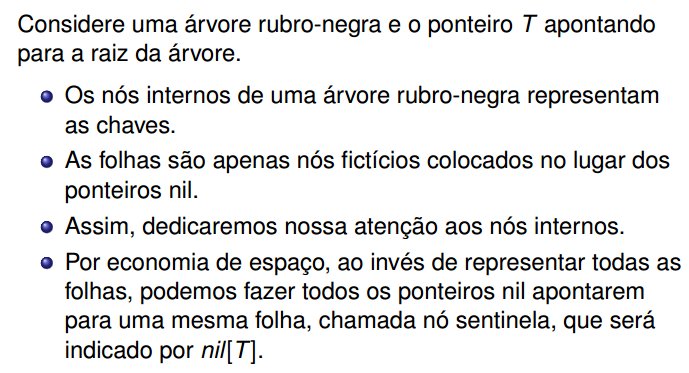 Considere uma árvore rubro-negra e o ponteiro T apontando
para a raiz da árvore.
Os nós internos de uma árvore rubro-negra representam
as chaves.
As folhas são apenas nós fictícios colocados no lugar dos
ponteiros nil.
Assim, dedicaremos nossa atenção aos nós internos.
Por economia de espaço, ao invés de representar todas as
folhas, podemos fazer todos os ponteiros nil apontarem
para uma mesma folha, chamada nó sentinela, que será
indicado por nil[T].